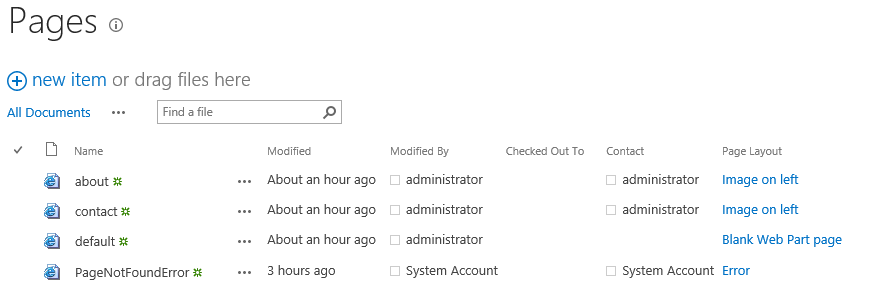 Pages
new item or drag files here
All Documents ••• Find a file
Name Modified Modified By Checked Out To Contact Page Layout
about ••• About an hour ago administrator administrator Image on left
contact ••• About an hour ago administrator administrator Image on left
default ••• About an hour ago administrator Blank Web Part page
PageNotFoundError ••• 3 hours ago System Account System Account Error